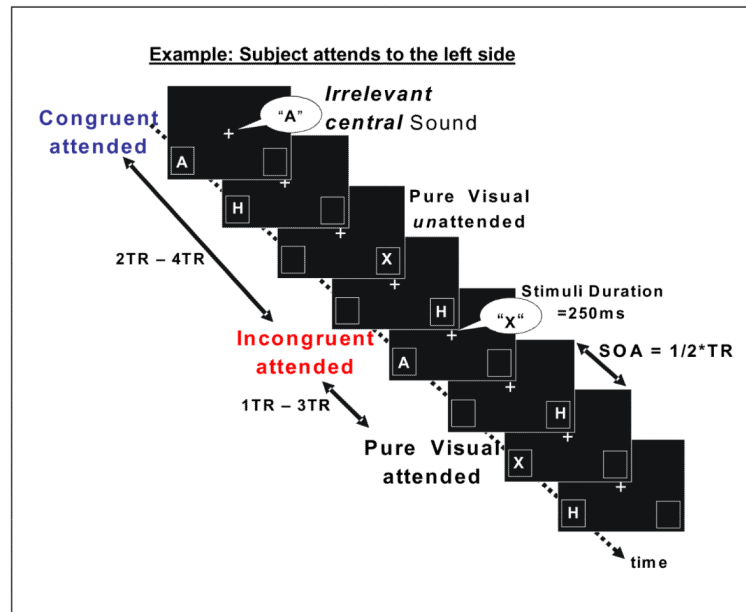 Example: Subject attends to the left side
Congruent
attended
"A"
Irrelevant
central Sound
A
H
Pure Visual
unattended
X
2TR – 4TR
H
Stimuli Duration
=250ms
"X"
Incongruent
attended
A
SOA = 1/2*TR
1TR – 3TR
H
Pure Visual
attended
X
H
time